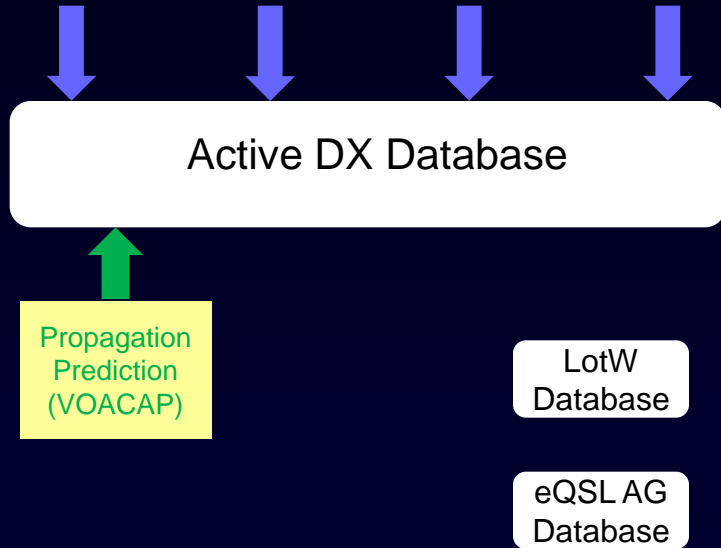 Active DX Database
Propagation
Prediction
(VOACAP)
LotW
Database
eQSL AG
Database